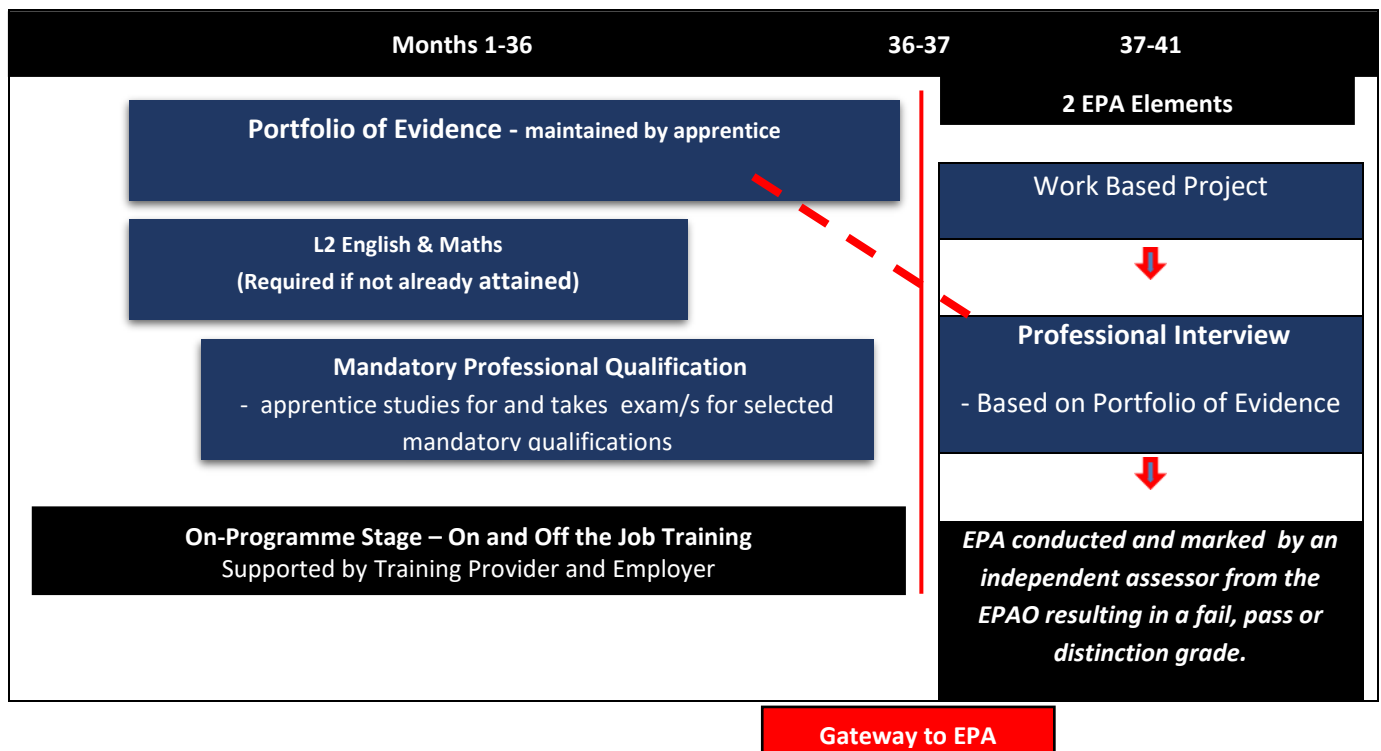 Months 1-36 36-37 37-41
2 EPA Elements
Portfolio of Evidence - maintained by apprentice
L2 English & Maths
(Required if not already attained)
Mandatory Professional Qualification
- apprentice studies for and takes exam/s for selected
mandatory qualifications
On-Programme Stage – On and Off the Job Training
Supported by Training Provider and Employer
Work Based Project
Professional Interview
- Based on Portfolio of Evidence
EPA conducted and marked by an
independent assessor from the
EPAO resulting in a fail, pass or
distinction grade.
Gateway to EPA